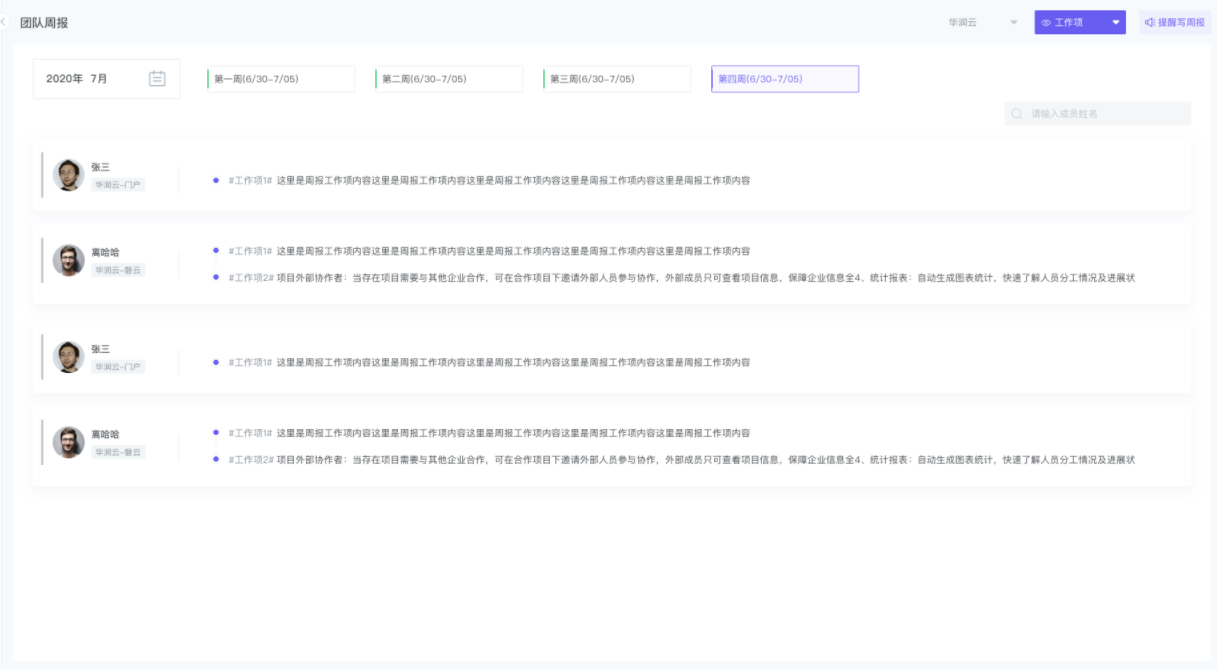 团队周报
华润云
工作项
提醒写周报
2020年 7月
第一周(6/30-7/05)
第二周(6/30-7/05)
第三周(6/30-7/05)
第四周(6/30-7/05)
请输入成员姓名
张三
华润云-门户
#工作项1# 这里是周报工作项内容这里是周报工作项内容这里是周报工作项内容这里是周报工作项内容这里是周报工作项内容
离哈哈
华润云-磐云
#工作项1# 这里是周报工作项内容这里是周报工作项内容这里是周报工作项内容这里是周报工作项内容这里是周报工作项内容
#工作项2# 项目外部协作者：当存在项目需要与其他企业合作，可在合作项目下邀请外部人员参与协作，外部成员只可查看项目信息，保障企业信息全4、统计报表：自动生成图表统计，快速了解人员分工情况及进展状
张三
华润云-门户
#工作项1# 这里是周报工作项内容这里是周报工作项内容这里是周报工作项内容这里是周报工作项内容这里是周报工作项内容
离哈哈
华润云-磐云
#工作项1# 这里是周报工作项内容这里是周报工作项内容这里是周报工作项内容这里是周报工作项内容这里是周报工作项内容
#工作项2# 项目外部协作者：当存在项目需要与其他企业合作，可在合作项目下邀请外部人员参与协作，外部成员只可查看项目信息，保障企业信息全4、统计报表：自动生成图表统计，快速了解人员分工情况及进展状